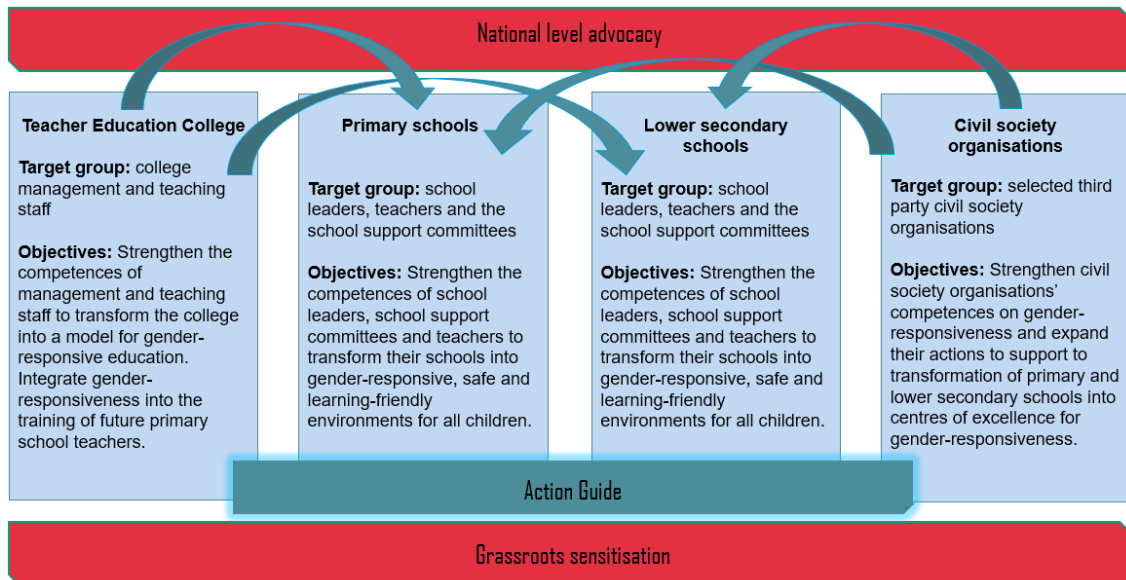 National level advocacy
Teacher Education College
Target group: college
management and teaching
staff
Objectives: Strengthen the
competences of
management and teaching
staff to transform the college
into a model for gender-
responsive education.
Integrate gender-
responsiveness into the
training of future primary
school teachers.
Primary schools
Target group: school
leaders, teachers and the
school support committees
Objectives: Strengthen the
competences of school
leaders, school support
committees and teachers to
transform their schools into
gender-responsive, safe and
learning-friendly
environments for all children.
Lower secondary
schools
Target group: school
leaders, teachers and the
school support committees
Objectives: Strengthen the
competences of school
leaders, school support
committees and teachers to
transform their schools into
gender-responsive, safe and
learning-friendly
environments for all children.
Civil society
organisations
Target group: selected third
party civil society
organisations
Objectives: Strengthen civil
society organisations’
competences on gender-
responsiveness and expand
their actions to support to
transformation of primary and
lower secondary schools into
centres of excellence for
gender-responsiveness.
Action Guide
Grassroots sensitisation